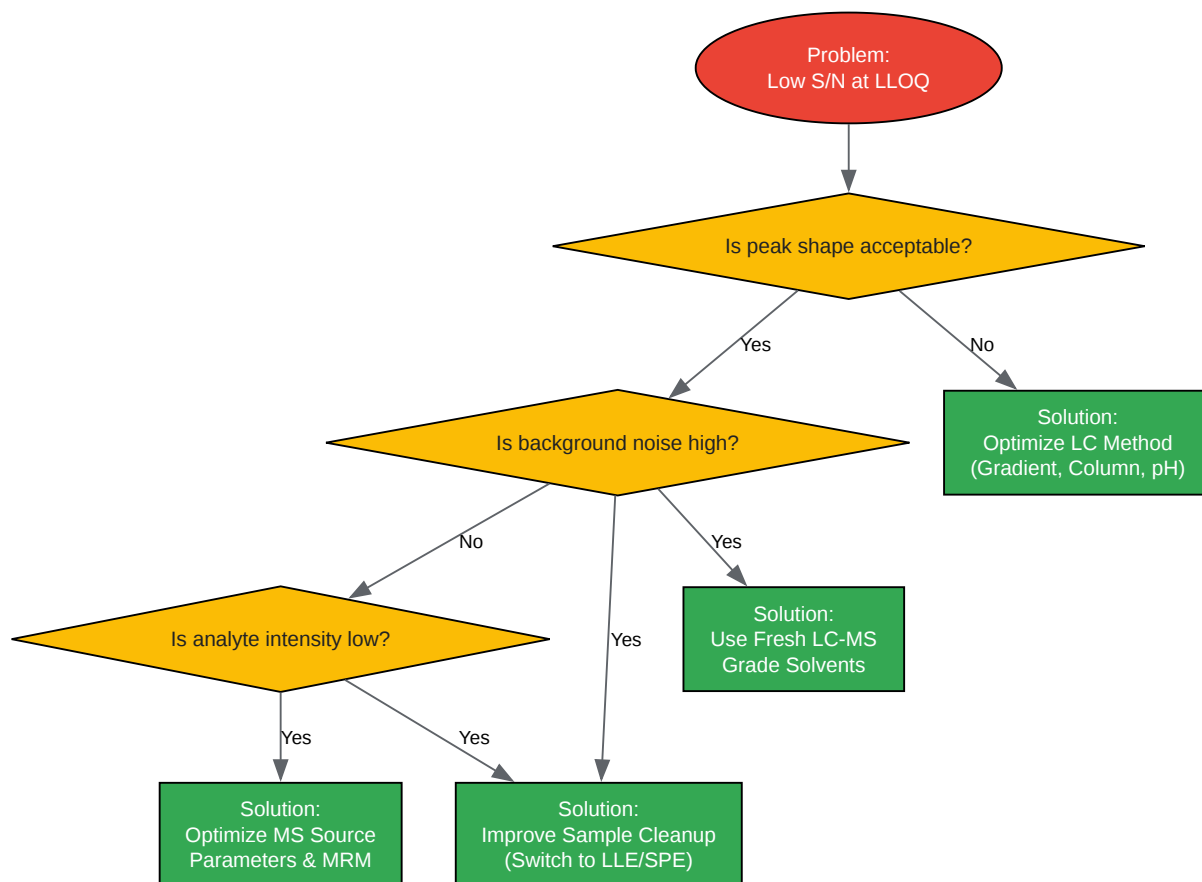 Problem:
Low S/N at LLOQ
Is peak shape acceptable?
Yes
No
Is background noise high?
Solution:
Optimize LC Method
(Gradient, Column, pH)
No
Yes
Yes
Is analyte intensity low?
Solution:
Use Fresh LC-MS
Grade Solvents
Yes
Yes
Solution:
Optimize MS Source
Parameters & MRM
Solution:
Improve Sample Cleanup
(Switch to LLE/SPE)